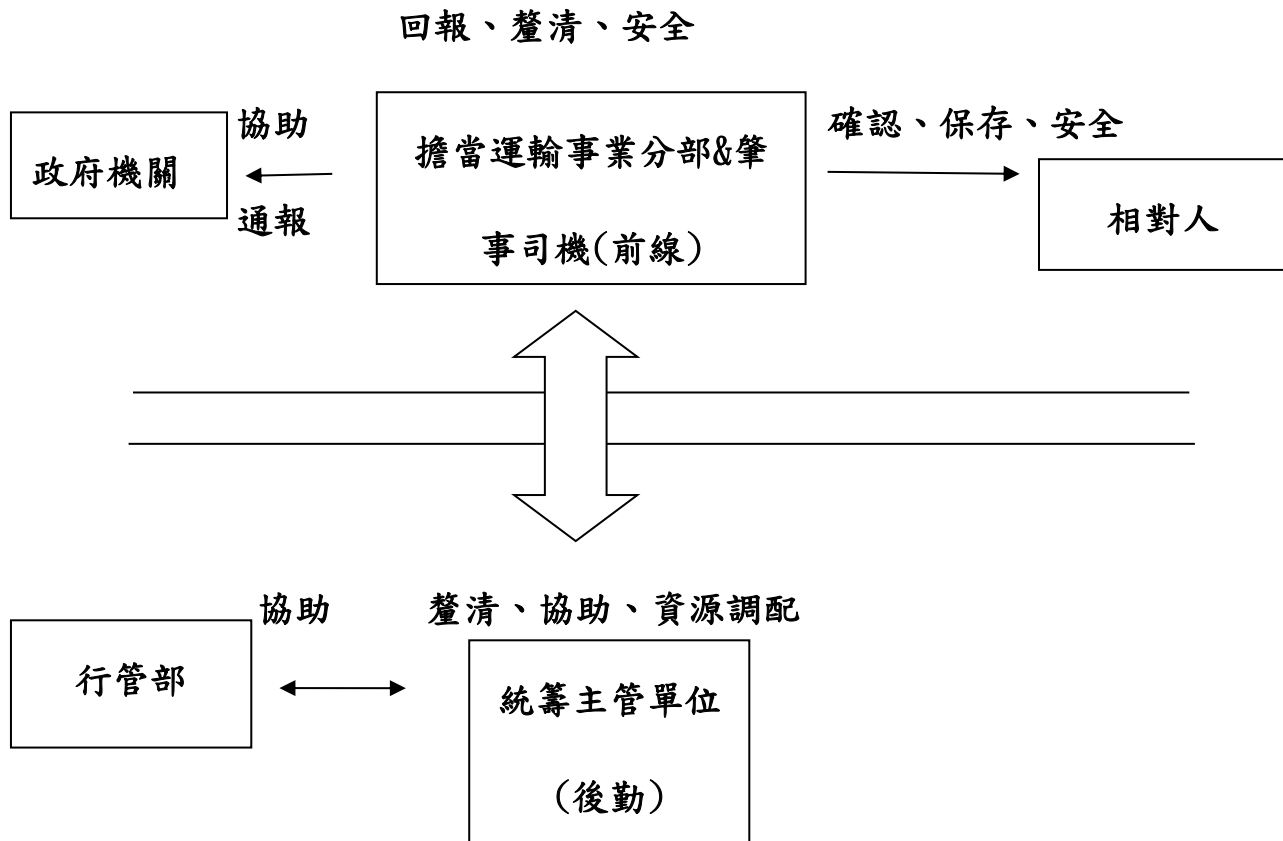 回報、釐清、安全
協助
政府機關
通報
擔當運輸事業分部&肇
事司機(前線)
確認、保存、安全
相對人
協助
釐清、協助、資源調配
行管部
統籌主管單位
(後勤)